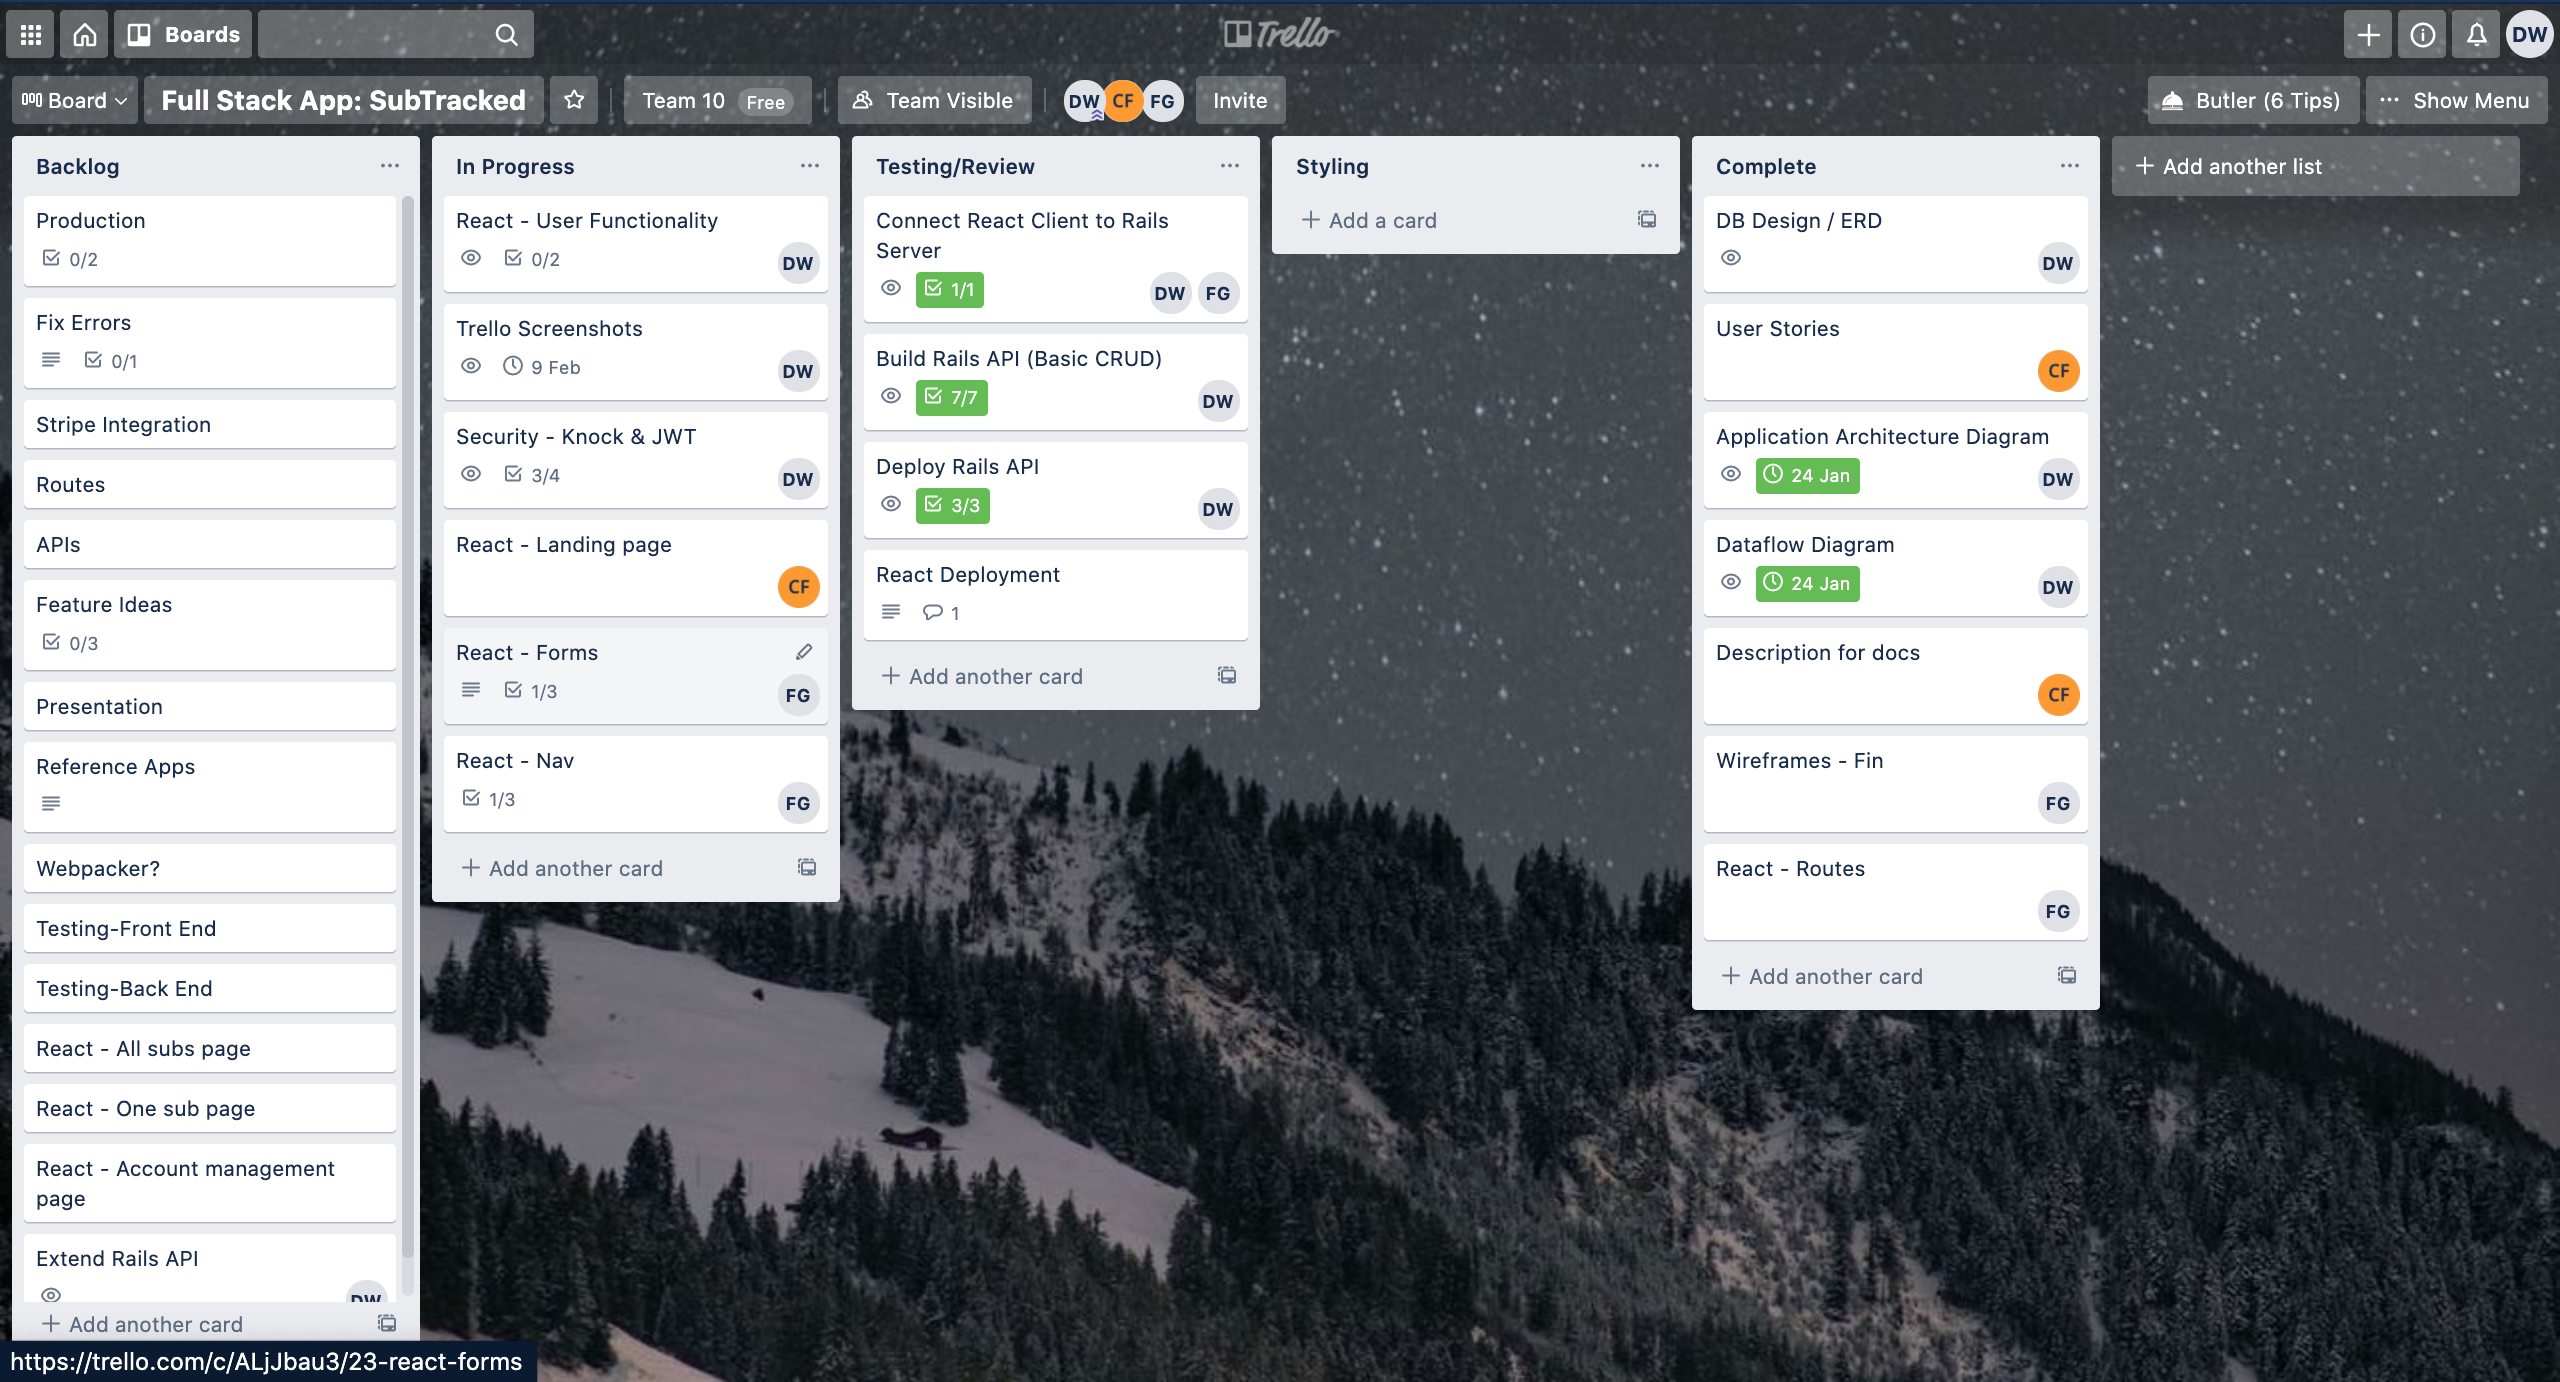 Boards
Trello
DW
Board
Full Stack App: SubTracked
Team 10 Free
Team Visible
DW CF FG
Invite
Butler (6 Tips)
··· Show Menu
Backlog
Production
0/2
Fix Errors
0/1
Stripe Integration
Routes
APIs
Feature Ideas
0/3
Presentation
Reference Apps
Webpacker?
Testing-Front End
Testing-Back End
React - All subs page
React - One sub page
React - Account management
page
Extend Rails API
DW
+ Add another card
In Progress
React - User Functionality
0/2
DW
Trello Screenshots
9 Feb
DW
Security - Knock & JWT
3/4
DW
React - Landing page
CF
React - Forms
1/3
FG
React - Nav
1/3
FG
+ Add another card
Testing/Review
Connect React Client to Rails
Server
1/1
DW FG
Build Rails API (Basic CRUD)
7/7
DW
Deploy Rails API
3/3
DW
React Deployment
1
+ Add another card
Styling
+ Add a card
Complete
DB Design / ERD
DW
User Stories
CF
Application Architecture Diagram
24 Jan
DW
Dataflow Diagram
24 Jan
DW
Description for docs
CF
Wireframes - Fin
FG
React - Routes
FG
+ Add another card
+ Add another list
https://trello.com/c/ALjJbau3/23-react-forms